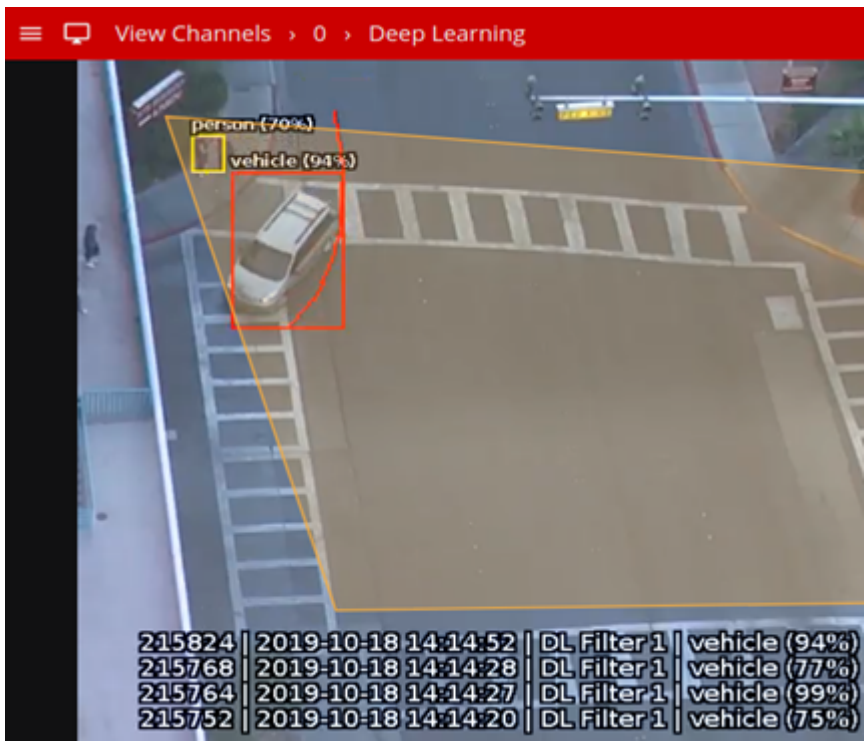 View Channels › 0 › Deep Learning
person (70%)
vehicle (94%)
215824 | 2019-10-18 14:14:52 | DL Filter 1 | vehicle (94%)
215768 | 2019-10-18 14:14:28 | DL Filter 1 | vehicle (77%)
215764 | 2019-10-18 14:14:27 | DL Filter 1 | vehicle (99%)
215752 | 2019-10-18 14:14:20 | DL Filter 1 | vehicle (75%)